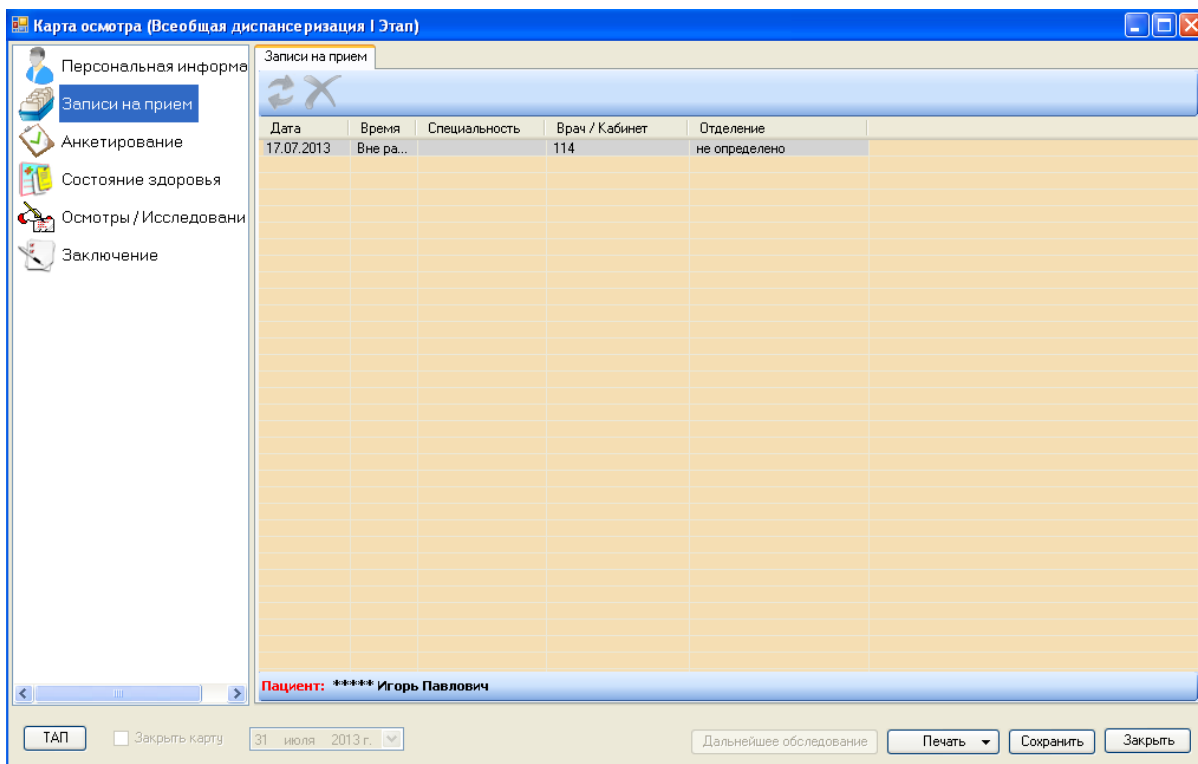 Карта осмотра (Всеобщая диспансеризация I Этап)
Персональная информа
Записи на прием
Анкетирование
Состояние здоровья
Осмотры / Исследовани
Заключение
Записи на прием
Дата Время Специальность Врач / Кабинет Отделение
17.07.2013 Вне ра... 114 не определено
Пациент: ***** Игорь Павлович
ТАП Закрыть карту 31 июля 2013 г. Дальнейшее обследование Печать Сохранить Закрыть